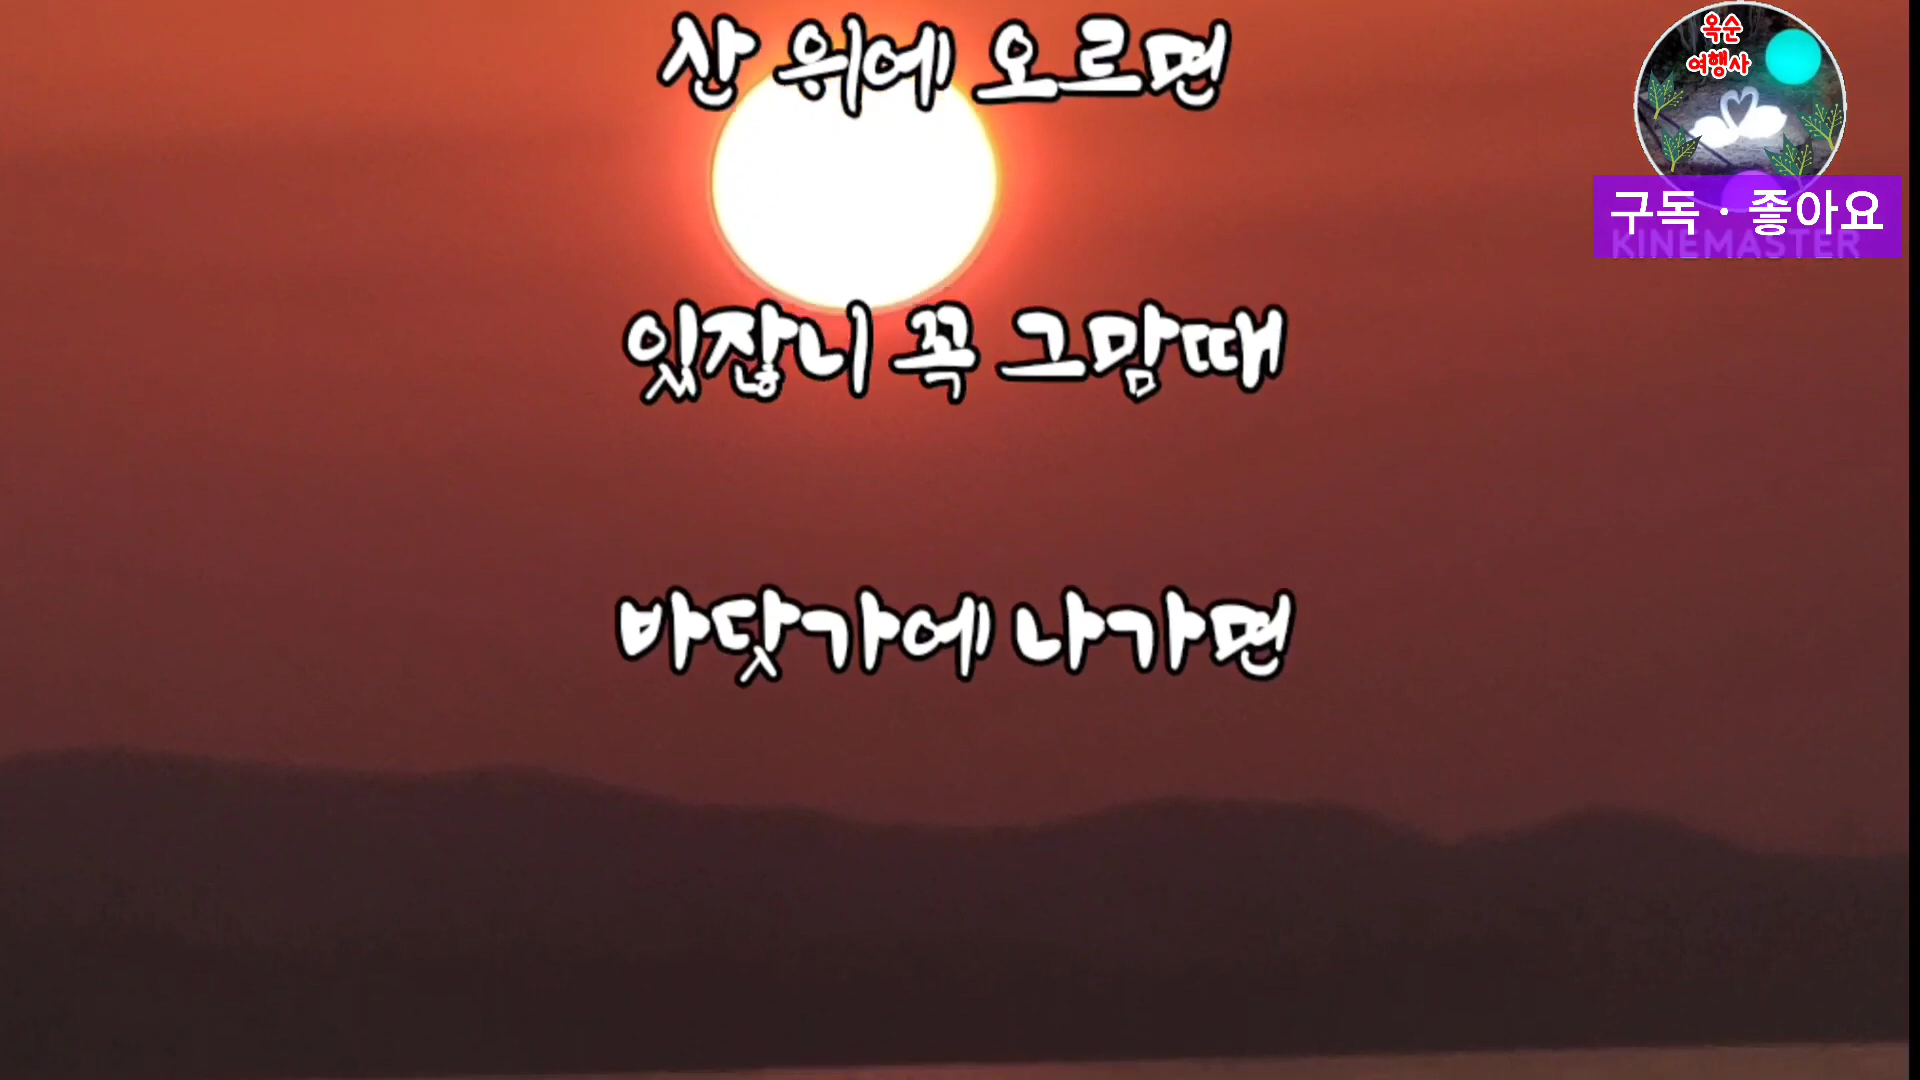 산 위에 오르면
옥순
여행사
구독 · 좋아요
KINEMASTER
있잖니 꼭 그맘때
바닷가에 나가면